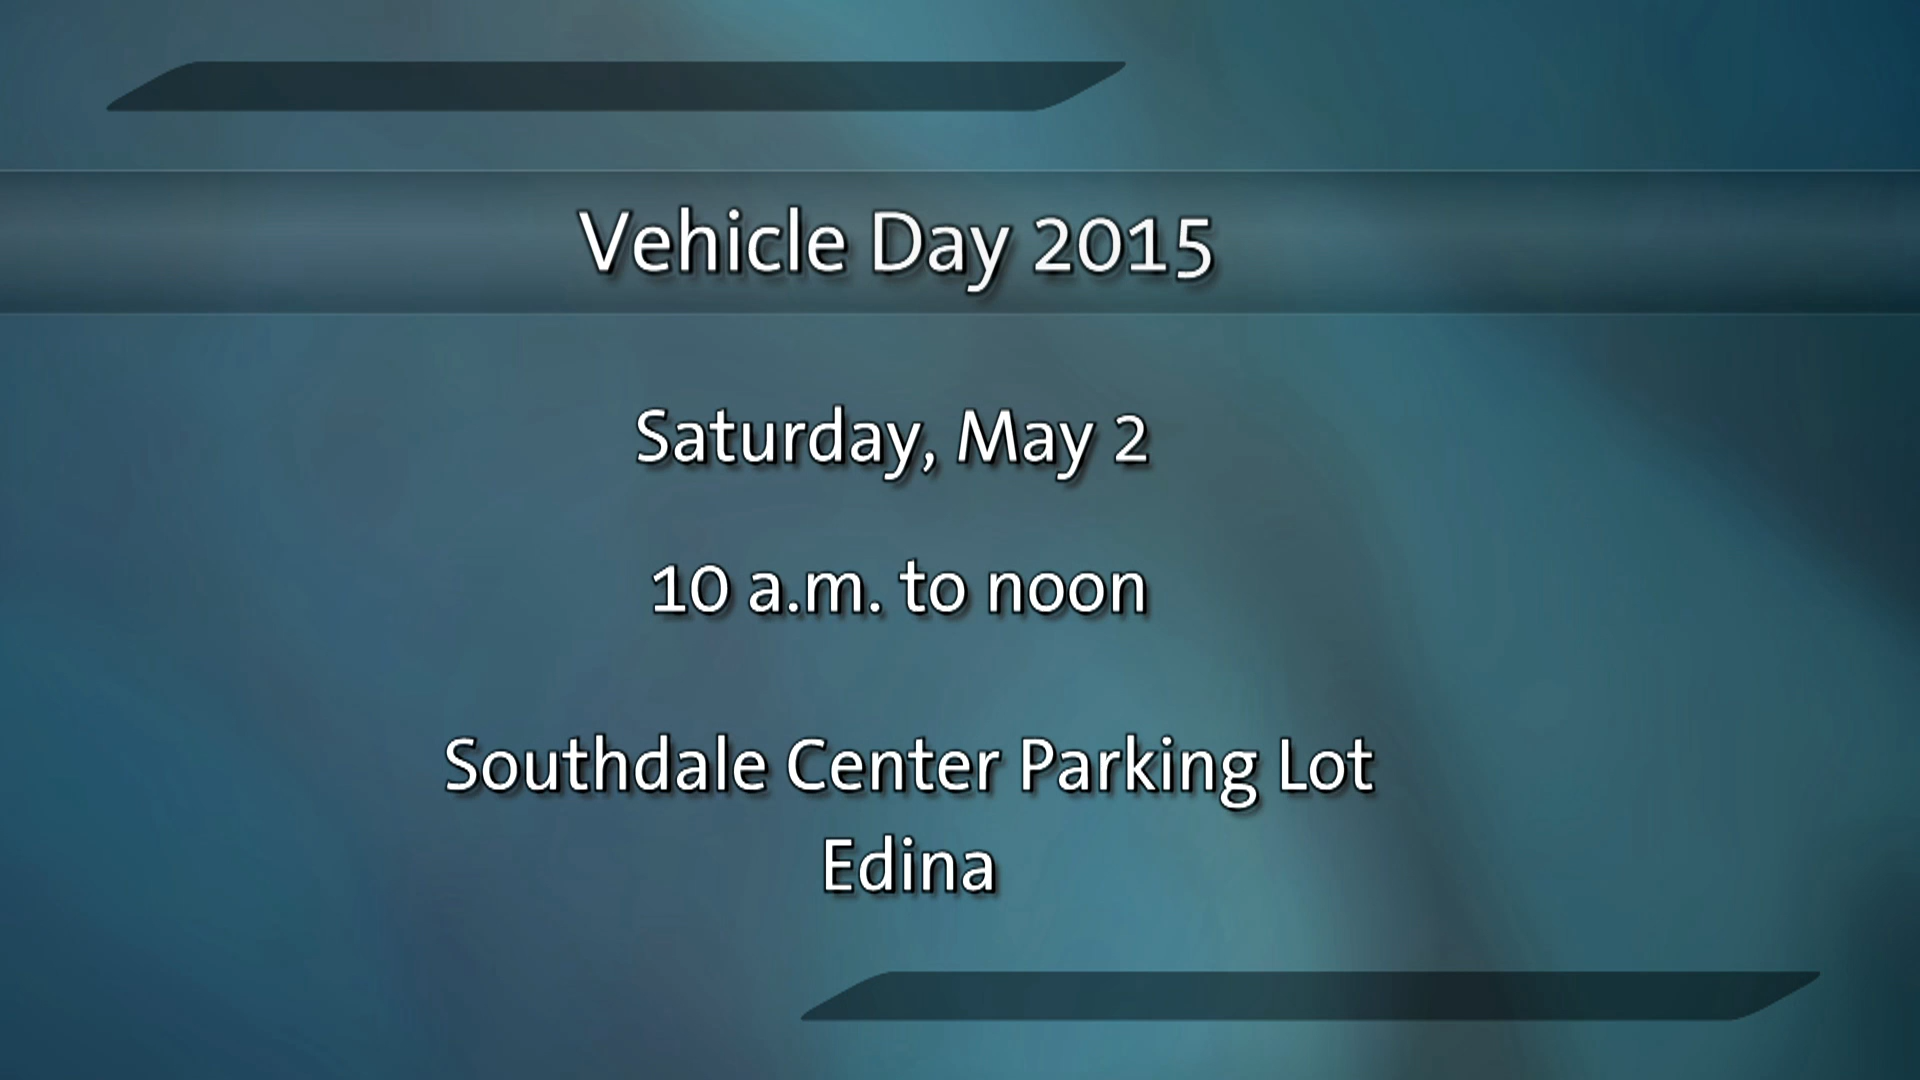 Vehicle Day 2015
Saturday, May 2
10 a.m. to noon
Southdale Center Parking Lot
Edina